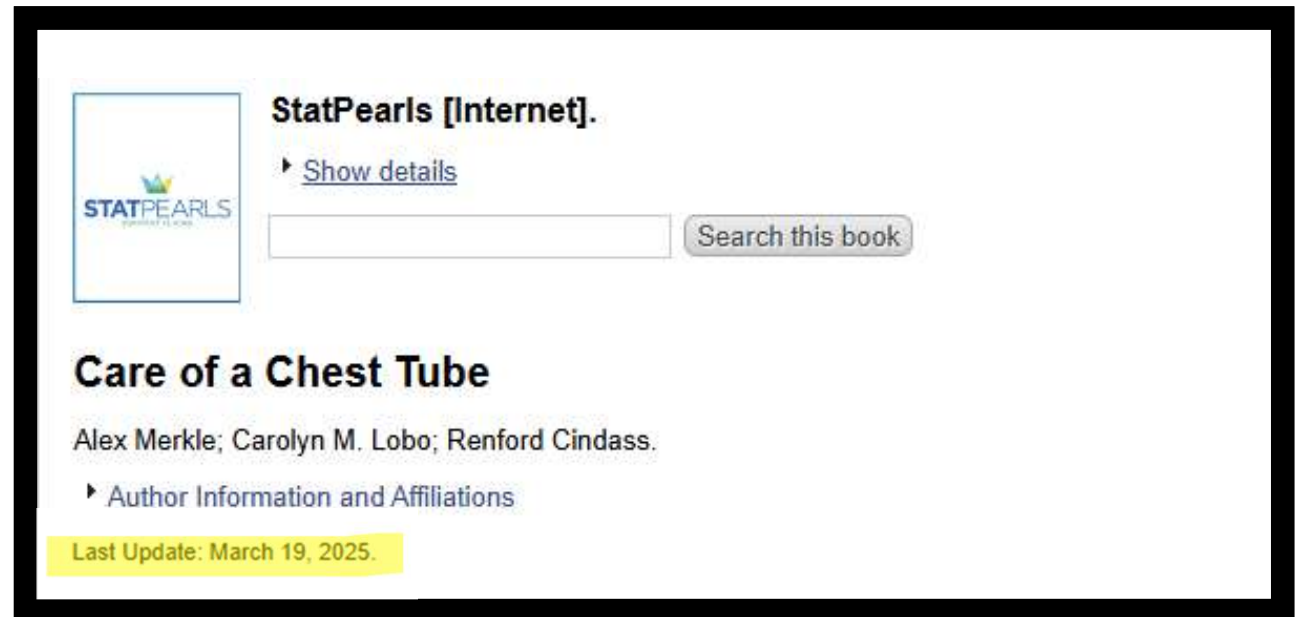 StatPearls [Internet].
Show details
STATPEARLS
Search this book
Care of a Chest Tube
Alex Merkle; Carolyn M. Lobo; Renford Cindass.
Author Information and Affiliations
Last Update: March 19, 2025.